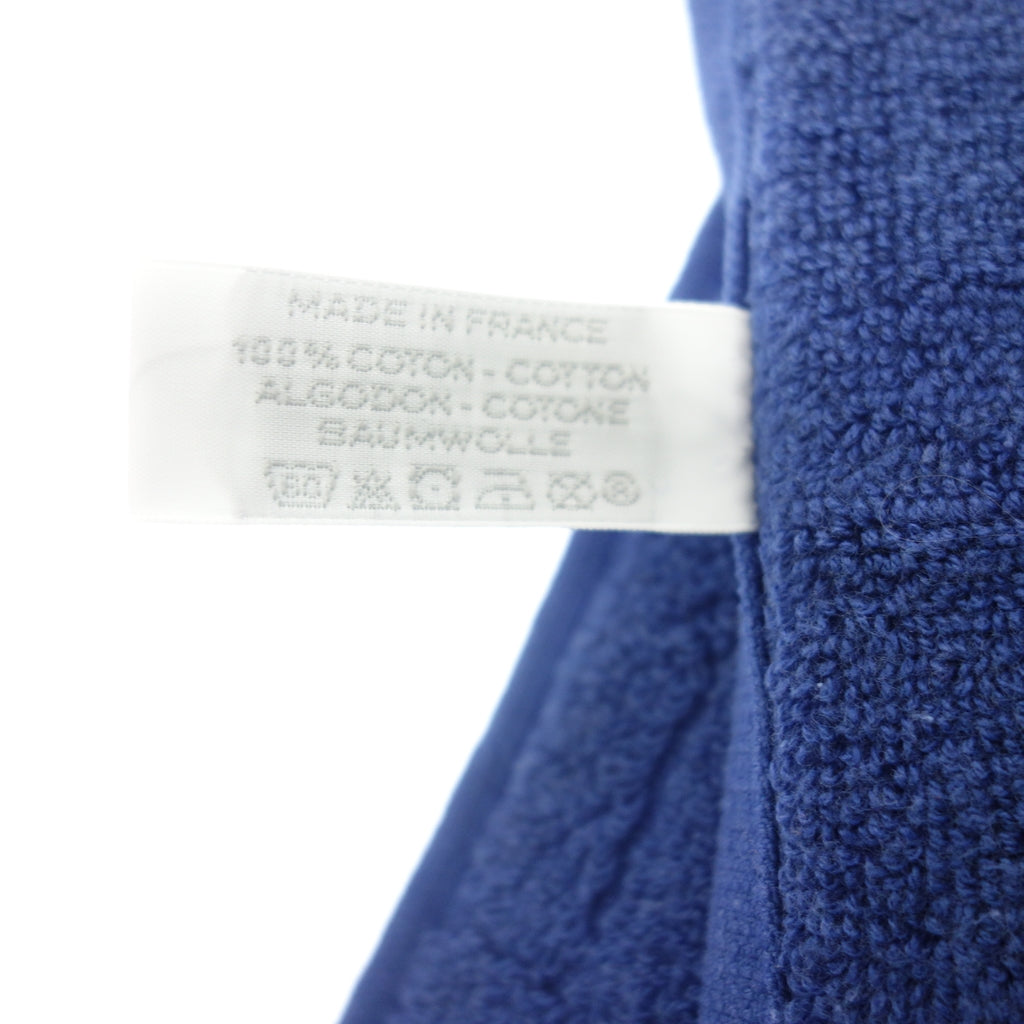 MADE IN FRANCE
100% COTON - COTTON
ALGODON - COTONE
BAUMWOLLE
®